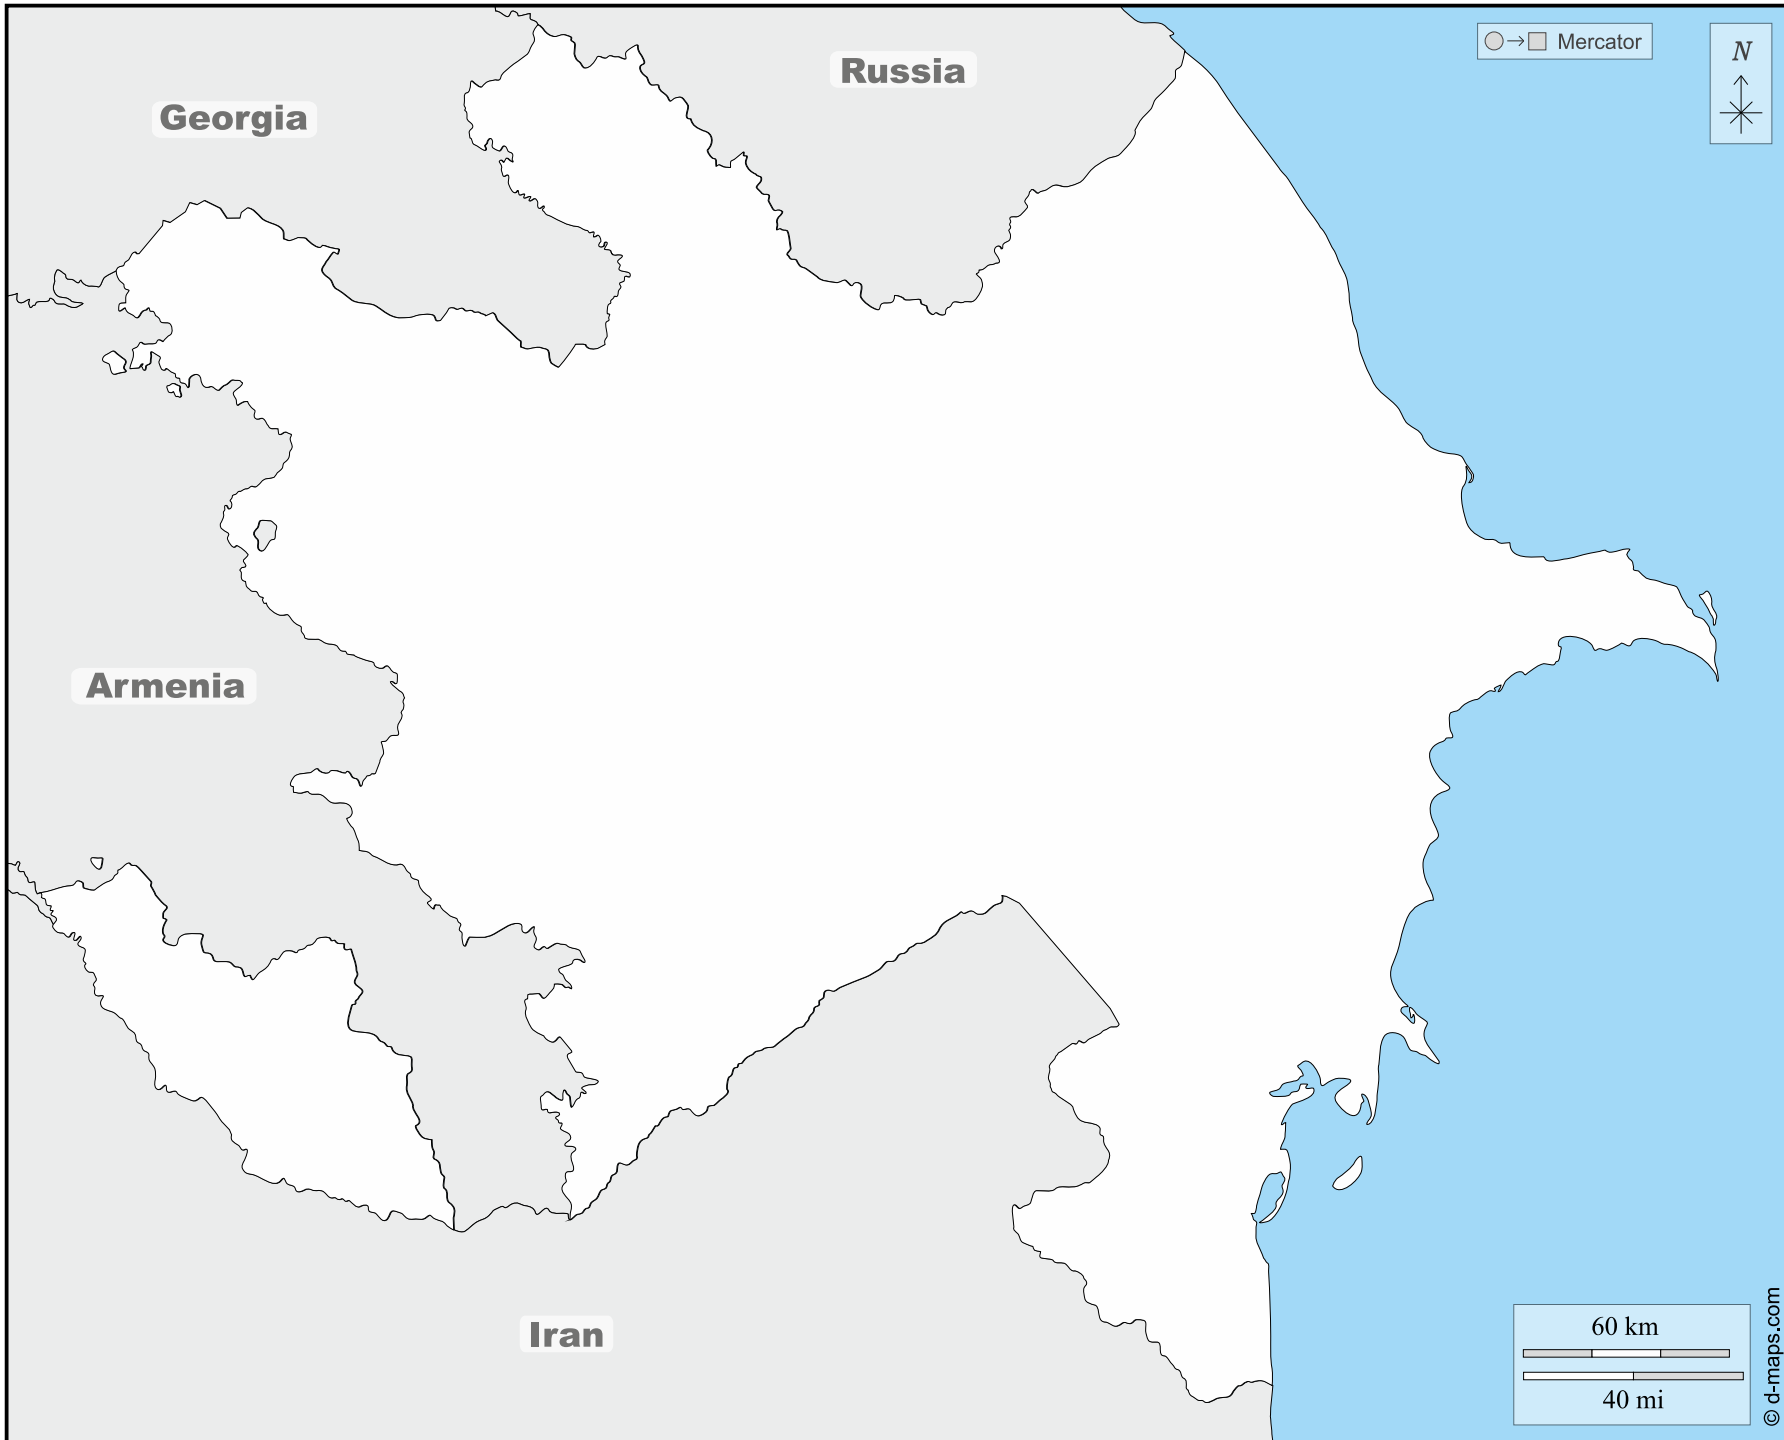 Mercator
N
Russia
Georgia
Armenia
Iran
60 km
40 mi
© d-maps.com